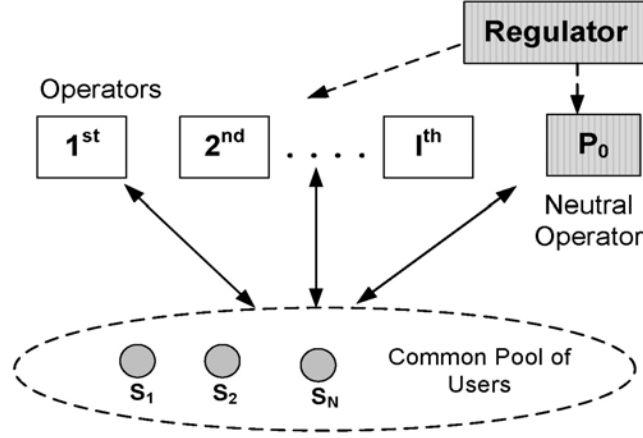 Regulator
Operators
1st 2nd . . . . . Ith P0
Neutral
Operator
Common Pool of
Users
S1 S2 SN